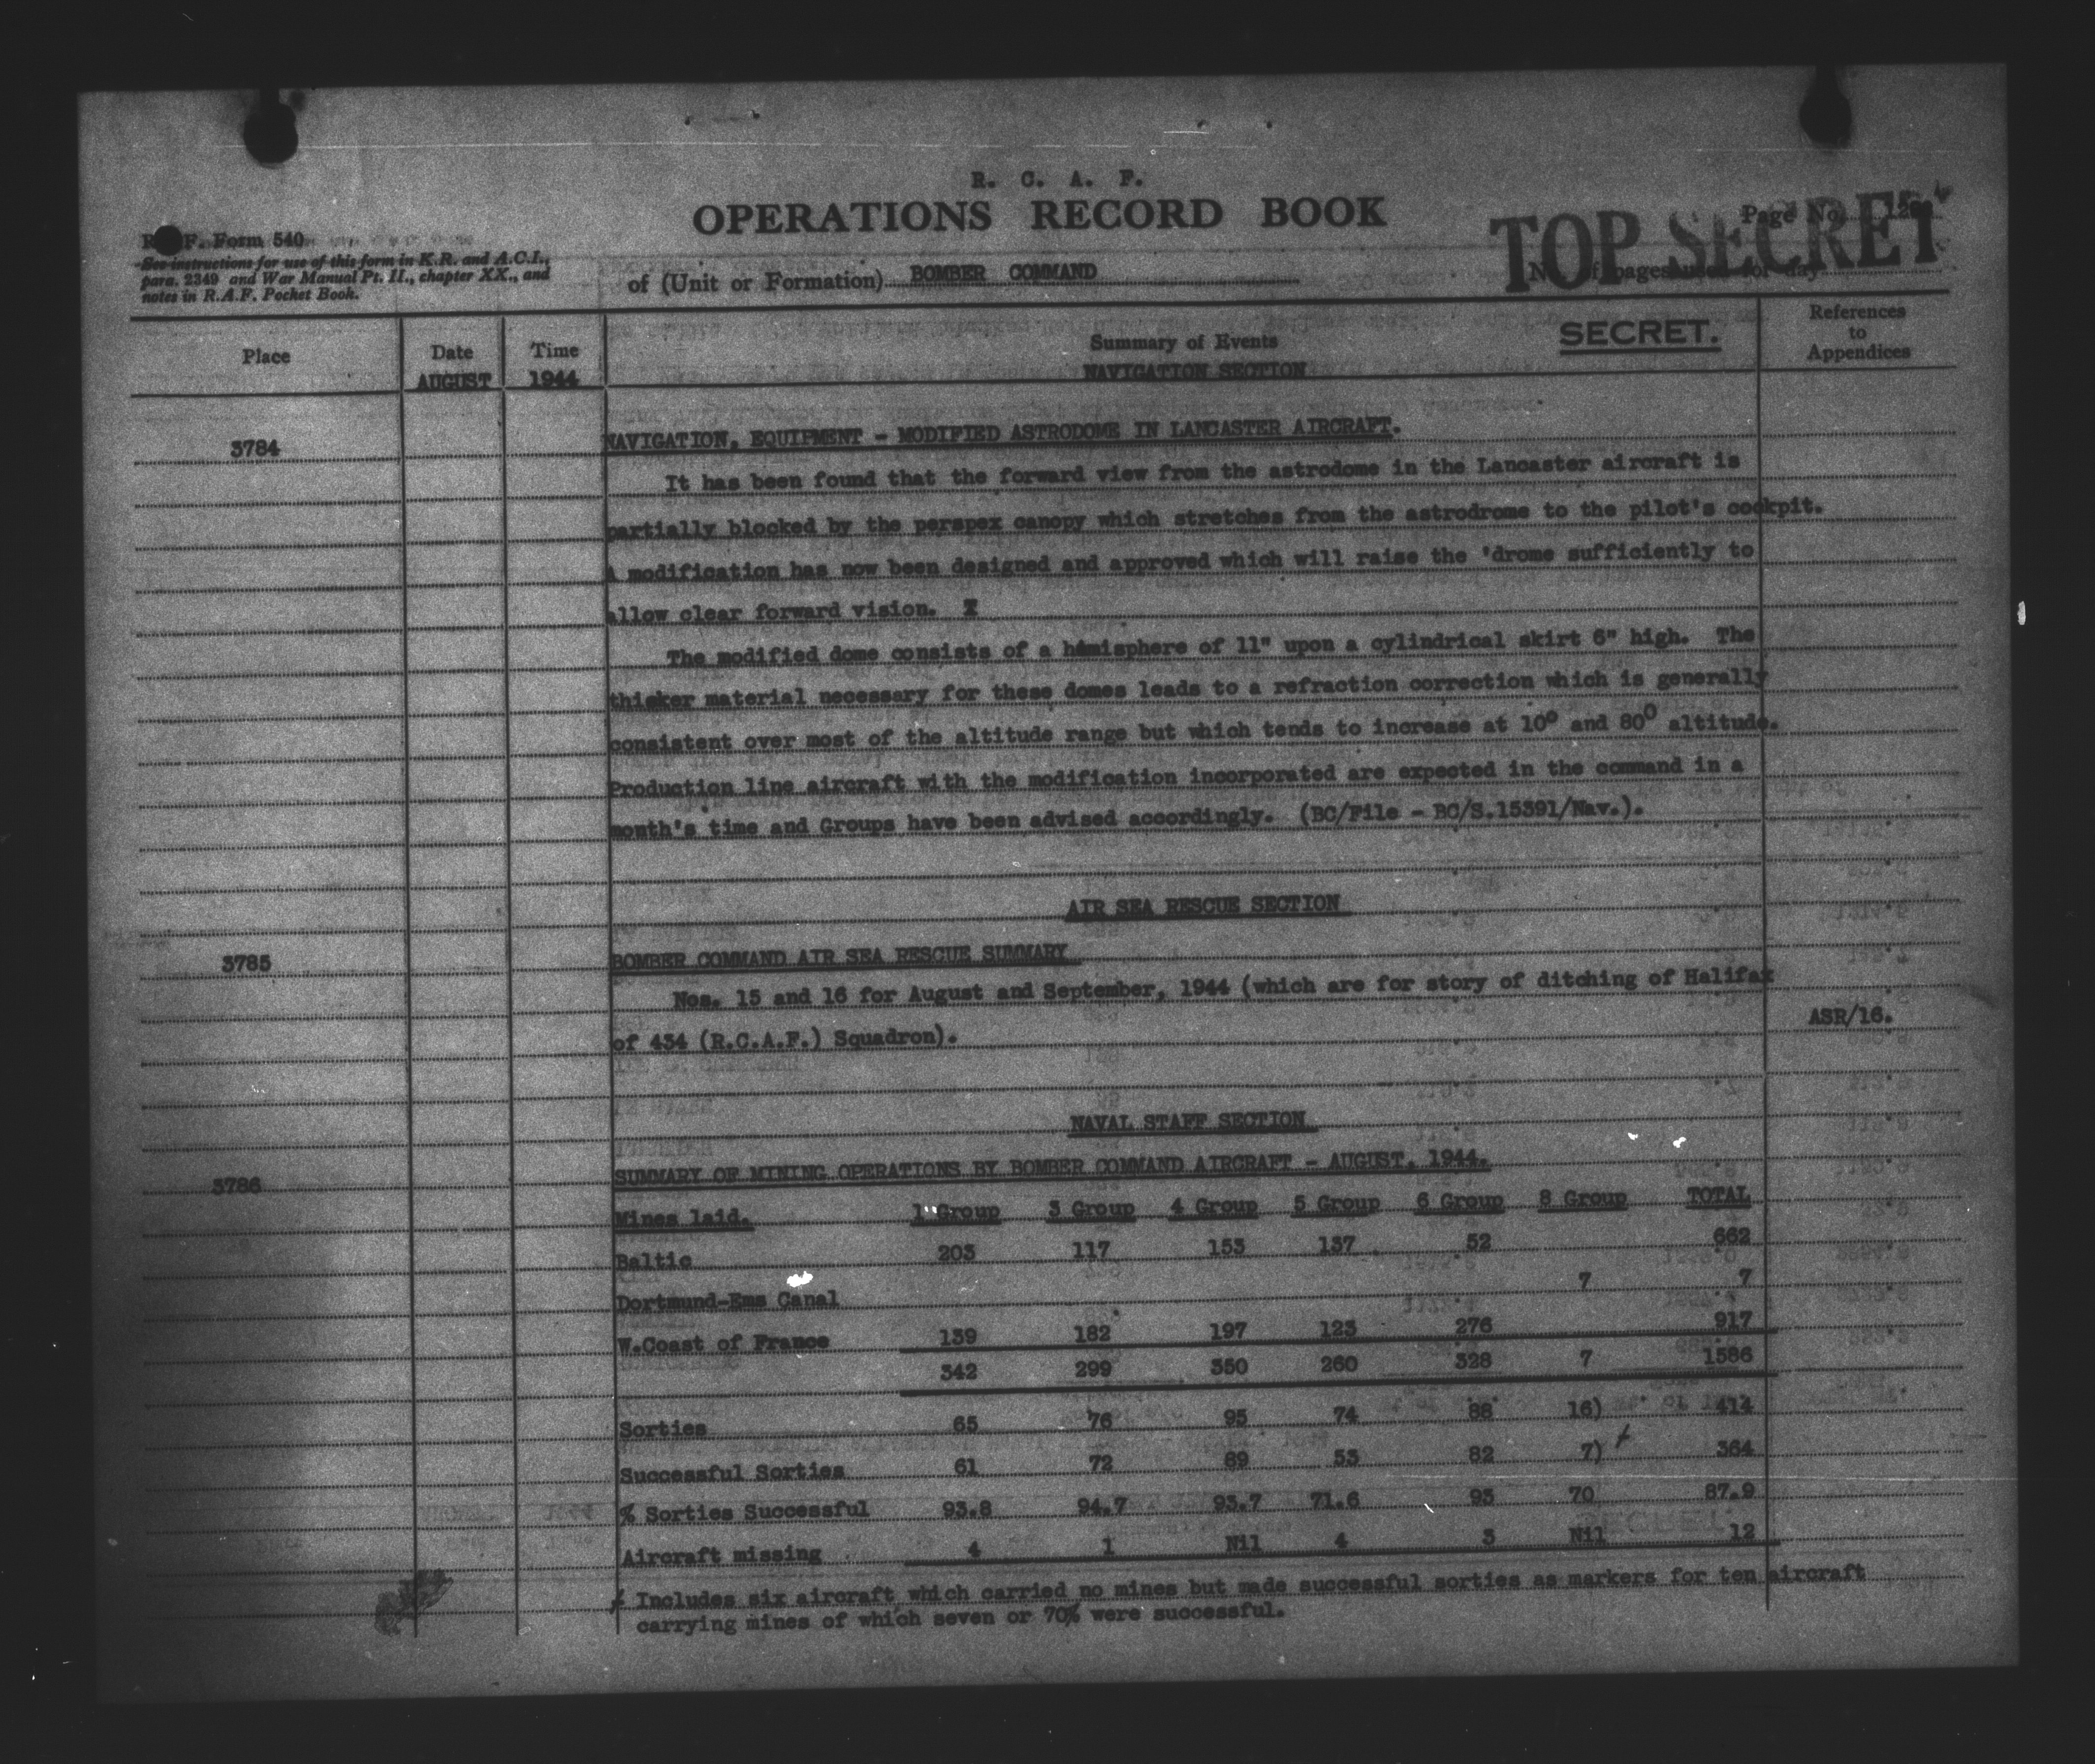 R. C. A. F.
OPERATIONS RECORD BOOK
TOP SECRET
Page No.
F. Form 540
See instructions for use of this form in K.R. and A.C.I.,
para. 2349 and War Manual Pt. II., chapter XX., and
notes in R.A.F. Pocket Book.
of (Unit or Formation) BOMBER COMMAND
No. of pages used for day
Place
Date
AUGUST
Time
1944
Summary of Events
NAVIGATION SECTION
SECRET.
References
to
Appendices
3784
NAVIGATION, EQUIPMENT - MODIFIED ASTRODOME IN LANCASTER AIRCRAFT.
It has been found that the forward view from the astrodome in the Lancaster aircraft is
partially blocked by the perspex canopy which stretches from the astrodrome to the pilot's cockpit.
A modification has now been designed and approved which will raise the 'drome sufficiently to
allow clear forward vision.
The modified dome consists of a hemisphere of 11" upon a cylindrical skirt 6" high. The
thicker material necessary for these domes leads to a refraction correction which is generally
consistent over most of the altitude range but which tends to increase at 10° and 80° altitude.
Production line aircraft with the modification incorporated are expected in the command in a
month's time and Groups have been advised accordingly. (BC/File - BC/S.15391/Nav.).
AIR SEA RESCUE SECTION
3785
BOMBER COMMAND AIR SEA RESCUE SUMMARY
Nos. 15 and 16 for August and September, 1944 (which are for story of ditching of Halifax
of 434 (R.C.A.F.) Squadron).
ASR/16.
NAVAL STAFF SECTION
3786
SUMMARY OF MINING OPERATIONS BY BOMBER COMMAND AIRCRAFT - AUGUST, 1944.
Mines laid. 1 Group 3 Group 4 Group 5 Group 6 Group 8 Group TOTAL
Baltic 203 117 153 137 52 662
Dortmund-Ems Canal 7 7
W.Coast of France 139 182 197 123 276 917
342 299 350 260 328 7 1586
Sorties 65 76 95 74 88 16) 414
Successful Sorties 61 72 89 53 82 7) 364
% Sorties Successful 93.8 94.7 93.7 71.6 93 70 87.9
Aircraft missing 4 1 Nil 4 3 Nil 12
Includes six aircraft which carried no mines but made successful sorties as markers for ten aircraft
carrying mines of which seven or 70% were successful.